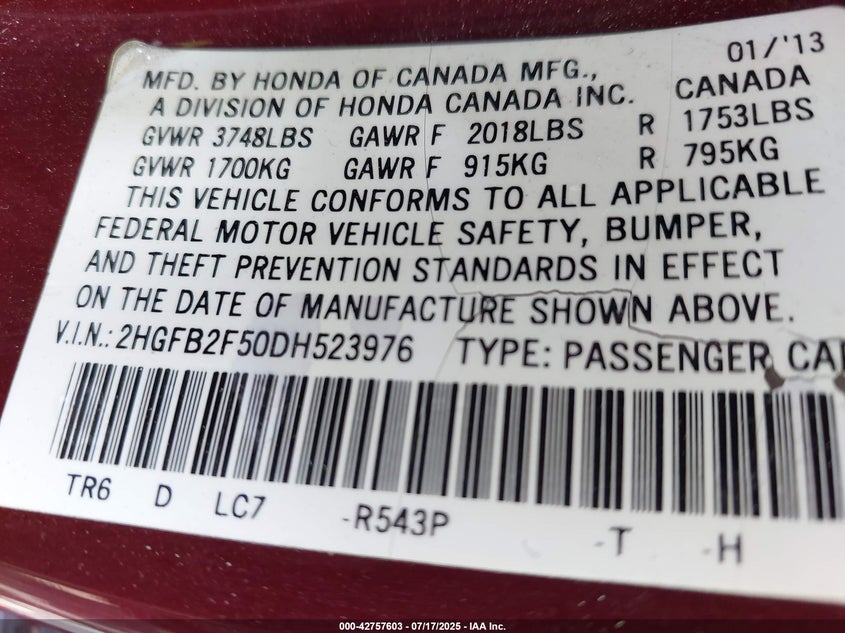 01/'13
MFD. BY HONDA OF CANADA MFG., CANADA
A DIVISION OF HONDA CANADA INC.
GVWR 3748LBS GAWR F 2018LBS R 1753LBS
GVWR 1700KG GAWR F 915KG R 795KG
THIS VEHICLE CONFORMS TO ALL APPLICABLE
FEDERAL MOTOR VEHICLE SAFETY, BUMPER,
AND THEFT PREVENTION STANDARDS IN EFFECT
ON THE DATE OF MANUFACTURE SHOWN ABOVE.
V.I.N.: 2HGFB2F50DH523976 TYPE: PASSENGER CAR
TR6 D LC7 -R543P -T -H
000-42757603 / 07/17/2025 - IAA Inc.